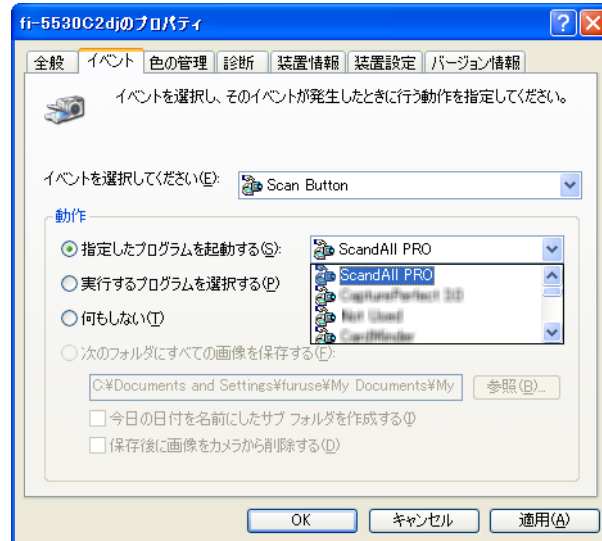 fi-5530C2djのプロパティ
全般 イベント 色の管理 診断 装置情報 装置設定 バージョン情報
イベントを選択し、そのイベントが発生したときに行う動作を指定してください。
イベントを選択してください(E): Scan Button
動作
指定したプログラムを起動する(S): ScandAll PRO
ScandAll PRO
実行するプログラムを選択する(P)
CapturePerfect 3.0
Not Used
何もしない(T)
CardMinder
次のフォルダにすべての画像を保存する(F):
C:¥Documents and Settings¥furuse¥My Documents¥My 参照(B)...
今日の日付を名前にしたサブ フォルダを作成する(I)
保存後に画像をカメラから削除する(D)
OK キャンセル 適用(A)